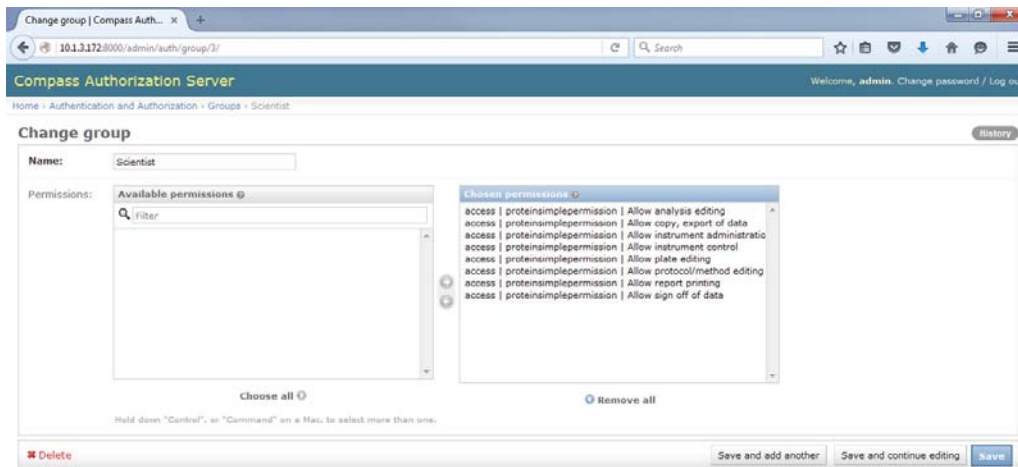 Change group | Compass Auth... × +
10.1.3.172:8000/admin/auth/group/3/
Search
Compass Authorization Server
Welcome, admin. Change password / Log ou
Home › Authentication and Authorization › Groups › Scientist
Change group
History
Name:
Scientist
Permissions:
Available permissions
Filter
Chosen permissions
access | proteinsimplepermission | Allow analysis editing
access | proteinsimplepermission | Allow copy, export of data
access | proteinsimplepermission | Allow instrument administratio
access | proteinsimplepermission | Allow instrument control
access | proteinsimplepermission | Allow plate editing
access | proteinsimplepermission | Allow protocol/method editing
access | proteinsimplepermission | Allow report printing
access | proteinsimplepermission | Allow sign off of data
Choose all
Remove all
Hold down "Control", or "Command" on a Mac, to select more than one.
Delete
Save and add another
Save and continue editing
Save